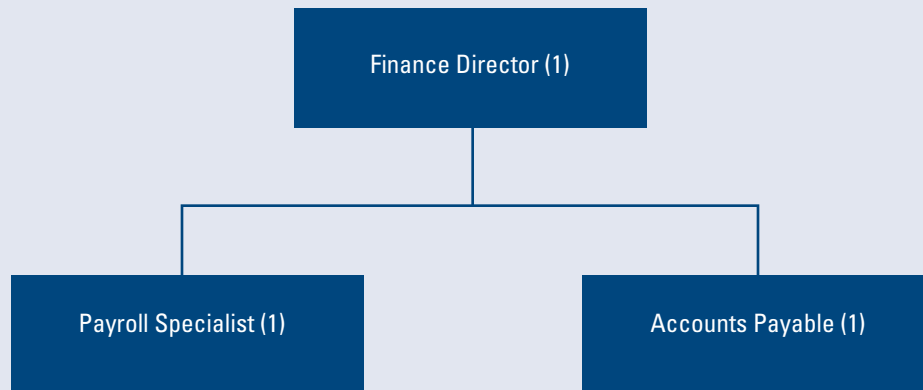 Finance Director (1)
Payroll Specialist (1)
Accounts Payable (1)